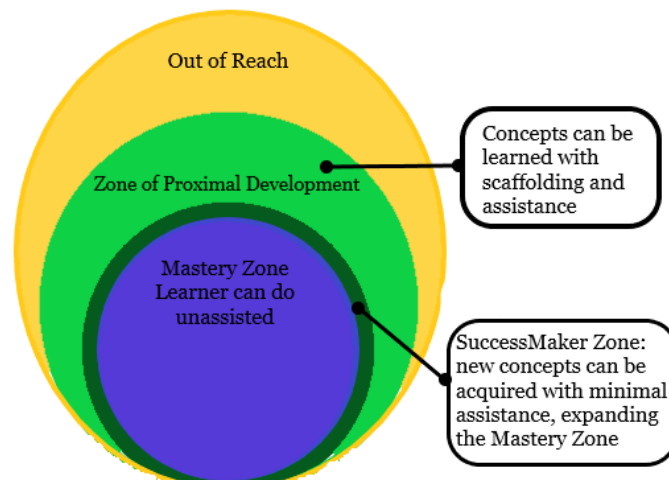 Out of Reach
Concepts can be
learned with
scaffolding and
assistance
Zone of Proximal Development
Mastery Zone
Learner can do
unassisted
SuccessMaker Zone:
new concepts can be
acquired with minimal
assistance, expanding
the Mastery Zone